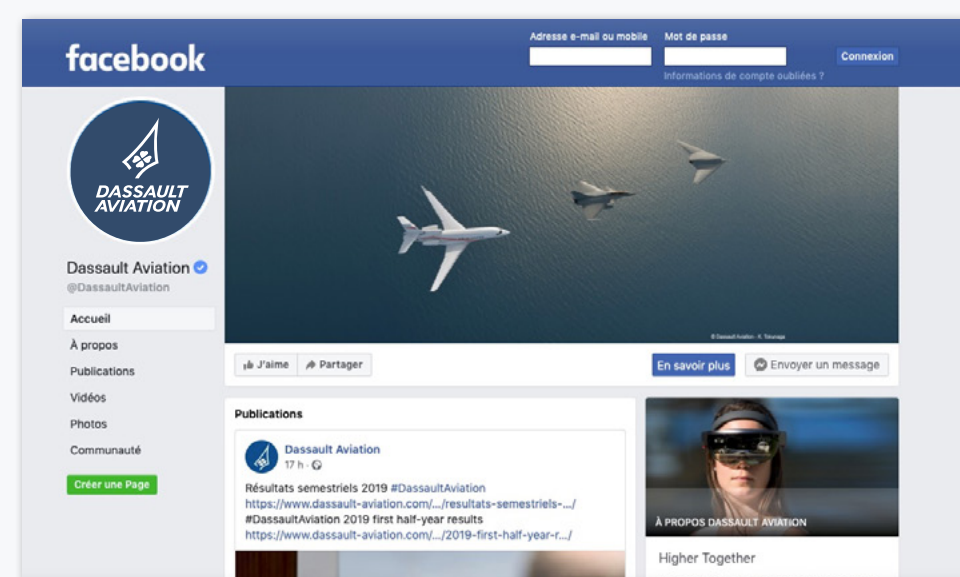 facebook
Adresse e-mail ou mobile
Mot de passe
Connexion
Informations de compte oubliées ?
DASSAULT
AVIATION
Dassault Aviation
@DassaultAviation
Accueil
À propos
Publications
Vidéos
Photos
Communauté
Créer une Page
© Dassault Aviation - K. Tokunaga
J'aime
Partager
En savoir plus
Envoyer un message
Publications
Dassault Aviation
17 h ·
Résultats semestriels 2019 #DassaultAviation
https://www.dassault-aviation.com/.../resultats-semestriels-.../
#DassaultAviation 2019 first half-year results
https://www.dassault-aviation.com/.../2019-first-half-year-r.../
À PROPOS DASSAULT AVIATION
Higher Together